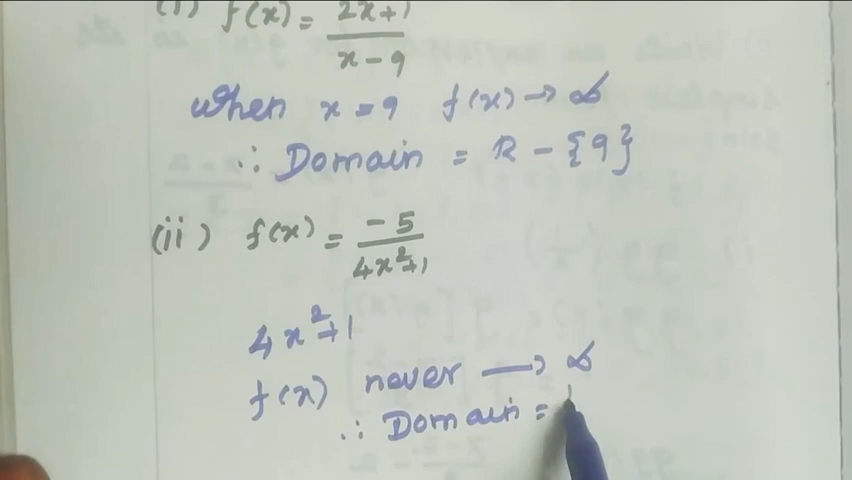 (i) f(x) = 2x+1 / x-9
when x = 9 f(x) → ∞
∴ Domain = R - {9}
(ii) f(x) = -5 / 4x²+1
4x²+1
f(x) never → ∞
∴ Domain =